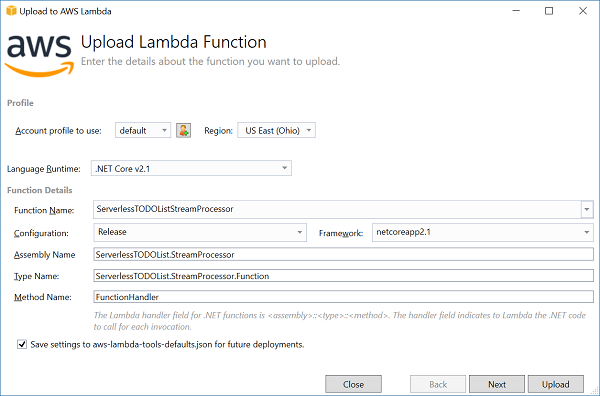 Upload to AWS Lambda
aws
Upload Lambda Function
Enter the details about the function you want to upload.
Profile
Account profile to use: default Region: US East (Ohio)
Language Runtime: .NET Core v2.1
Function Details
Function Name: ServerlessTODOListStreamProcessor
Configuration: Release Framework: netcoreapp2.1
Assembly Name ServerlessTODOList.StreamProcessor
Type Name: ServerlessTODOList.StreamProcessor.Function
Method Name: FunctionHandler
The Lambda handler field for .NET functions is <assembly>::<type>::<method>. The handler field indicates to Lambda the .NET code
to call for each invocation.
Save settings to aws-lambda-tools-defaults.json for future deployments.
Close Back Next Upload